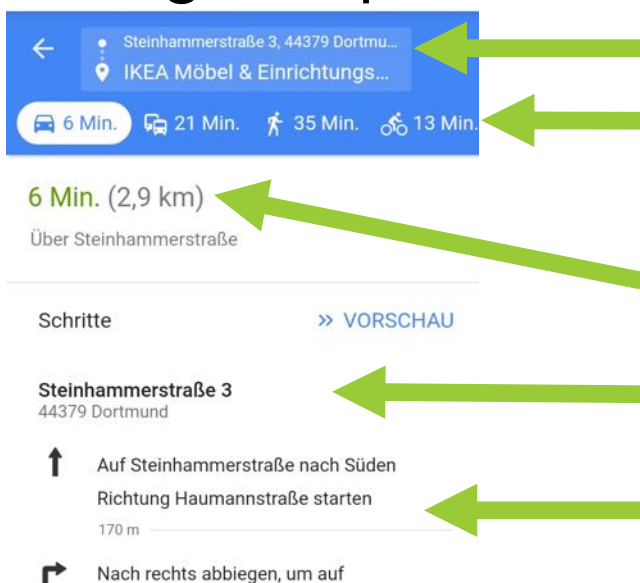 Steinhammerstraße 3, 44379 Dortmu...
IKEA Möbel & Einrichtungs...
6 Min. 21 Min. 35 Min. 13 Min.
6 Min. (2,9 km)
Über Steinhammerstraße
Schritte VORSCHAU
Steinhammerstraße 3
44379 Dortmund
Auf Steinhammerstraße nach Süden
Richtung Haumannstraße starten
170 m
Nach rechts abbiegen, um auf